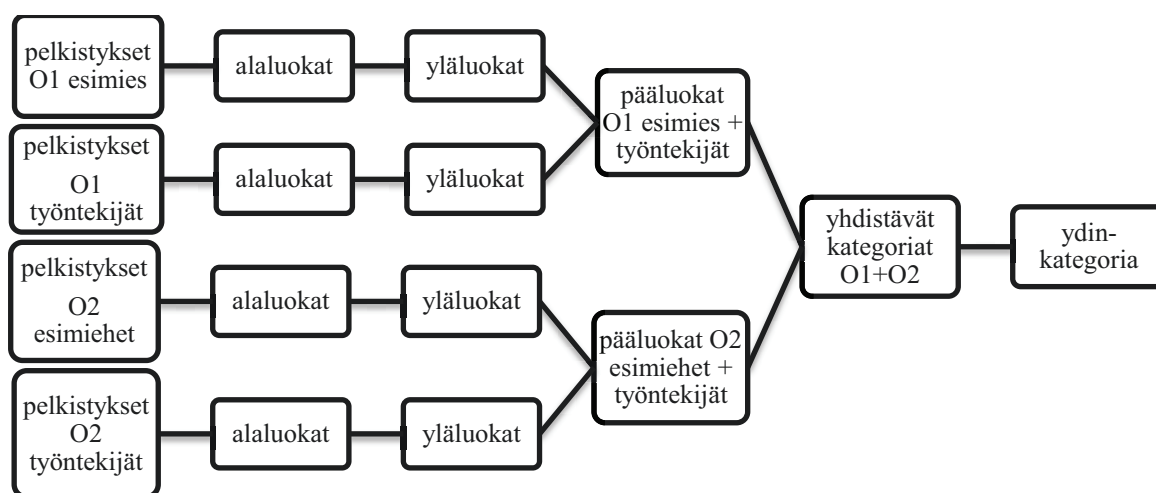 pelkistykset
O1 esimies
alaluokat
yläluokat
pelkistykset
O1
työntekijät
alaluokat
yläluokat
pääluokat
O1 esimies +
työntekijät
pelkistykset
O2
esimiehet
alaluokat
yläluokat
pelkistykset
O2
työntekijät
alaluokat
yläluokat
pääluokat O2
esimiehet +
työntekijät
yhdistävät
kategoriat
O1+O2
ydin-
kategoria